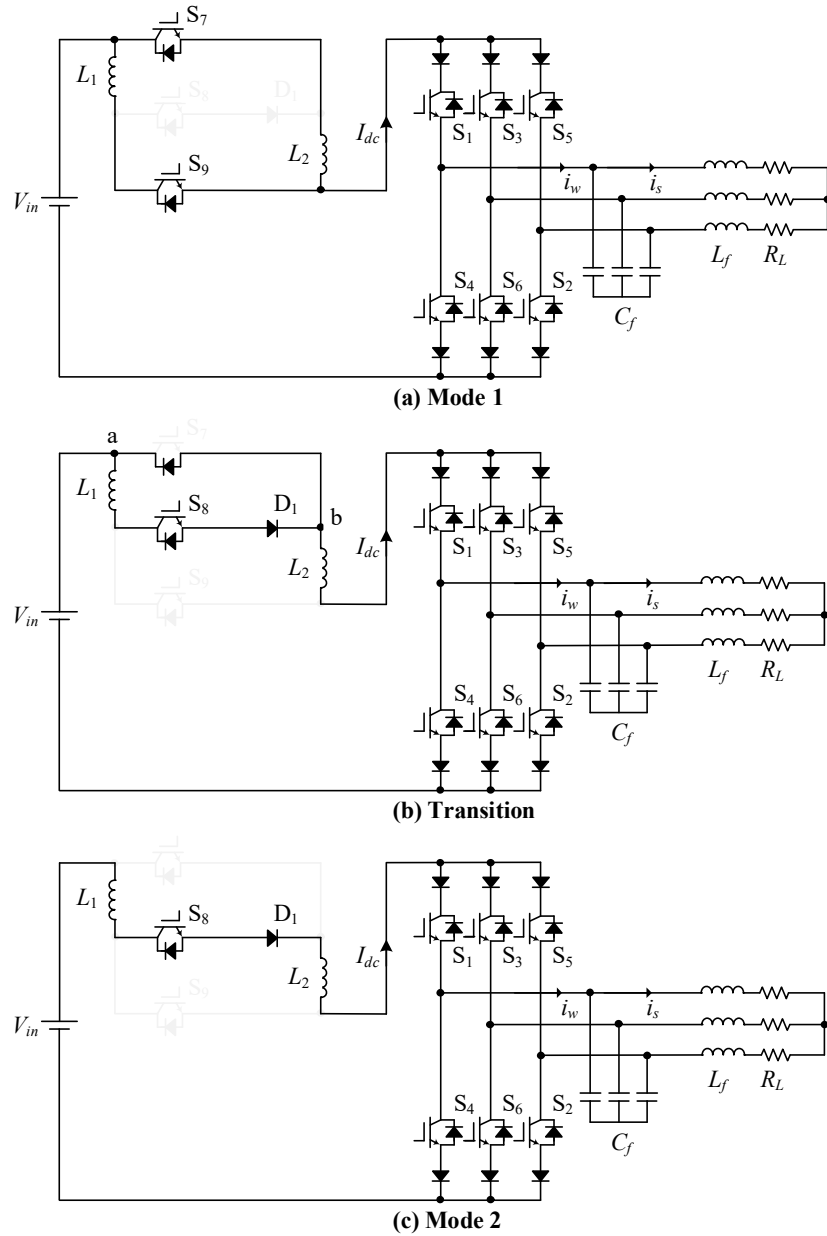 S7
L1
S8
D1
L2
Idc
S9
Vin
S1
S3
S5
iw
is
Lf
RL
S4
S6
S2
Cf
(a) Mode 1
a
S7
L1
S8
D1
b
L2
Idc
S9
Vin
S1
S3
S5
iw
is
Lf
RL
S4
S6
S2
Cf
(b) Transition
L1
S8
D1
L2
Idc
S9
Vin
S1
S3
S5
iw
is
Lf
RL
S4
S6
S2
Cf
(c) Mode 2